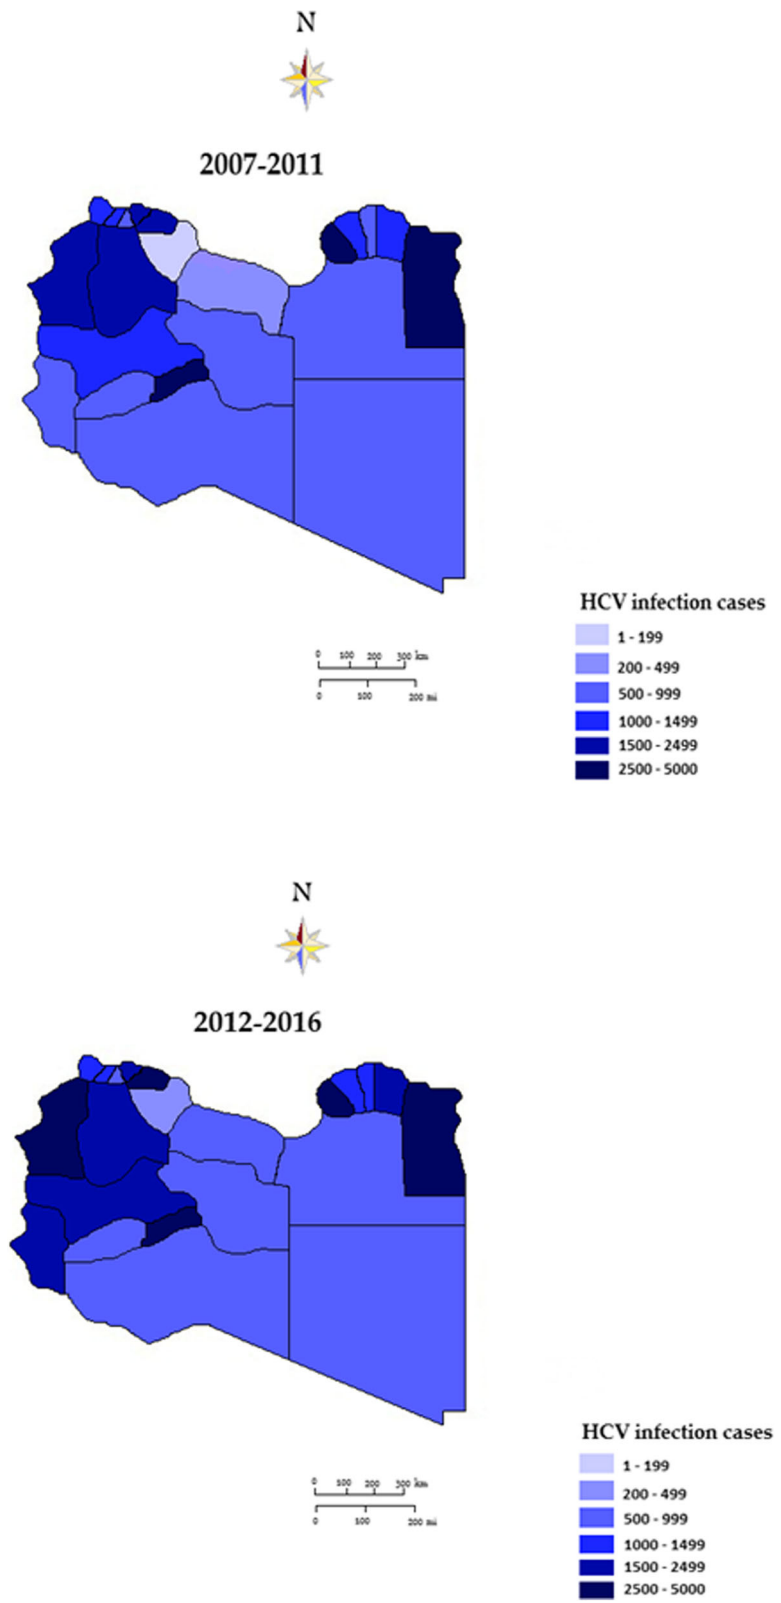 N
2007-2011
HCV infection cases
1 - 199
200 - 499
500 - 999
1000 - 1499
1500 - 2499
2500 - 5000
0 100 200 300 km
0 100 200 mi
N
2012-2016
HCV infection cases
1 - 199
200 - 499
500 - 999
1000 - 1499
1500 - 2499
2500 - 5000
0 100 200 300 km
0 100 200 mi